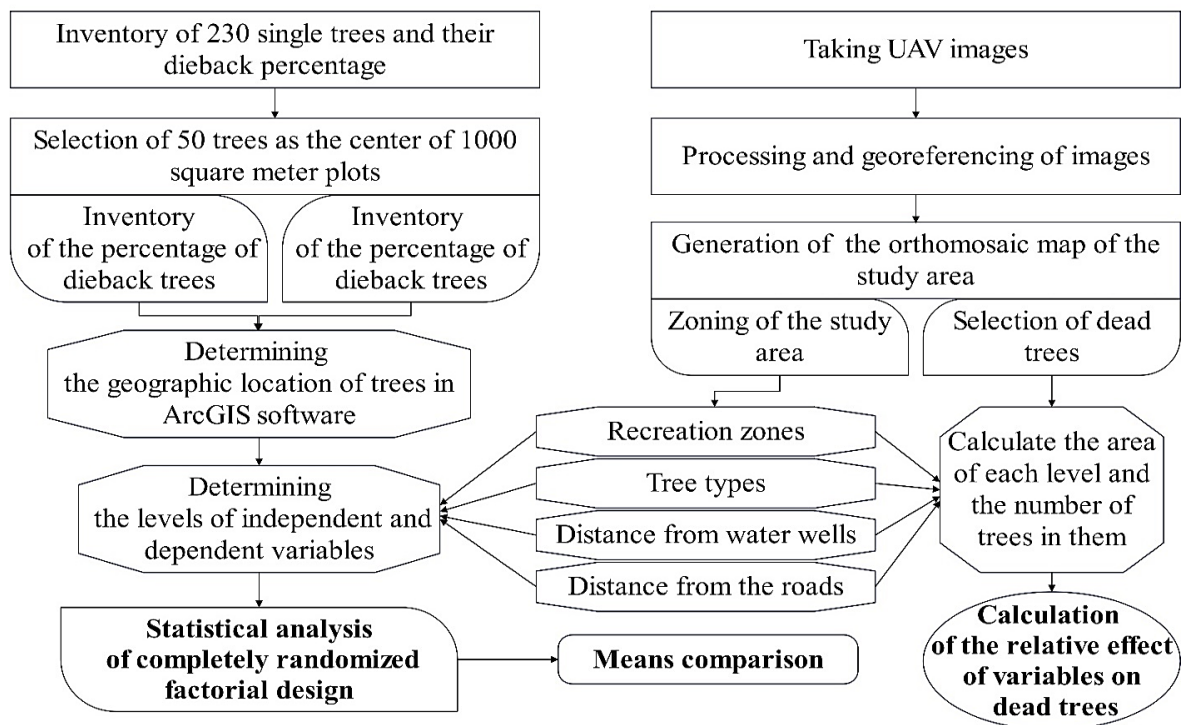 Inventory of 230 single trees and their
dieback percentage
Selection of 50 trees as the center of 1000
square meter plots
Inventory
of the percentage of
dieback trees
Inventory
of the percentage of
dieback trees
Determining
the geographic location of trees in
ArcGIS software
Determining
the levels of independent and
dependent variables
Statistical analysis
of completely randomized
factorial design
Means comparison
Taking UAV images
Processing and georeferencing of images
Generation of the orthomosaic map of the
study area
Zoning of the study
area
Selection of dead
trees
Recreation zones
Tree types
Distance from water wells
Distance from the roads
Calculate the area
of each level and
the number of
trees in them
Calculation
of the relative effect
of variables on
dead trees